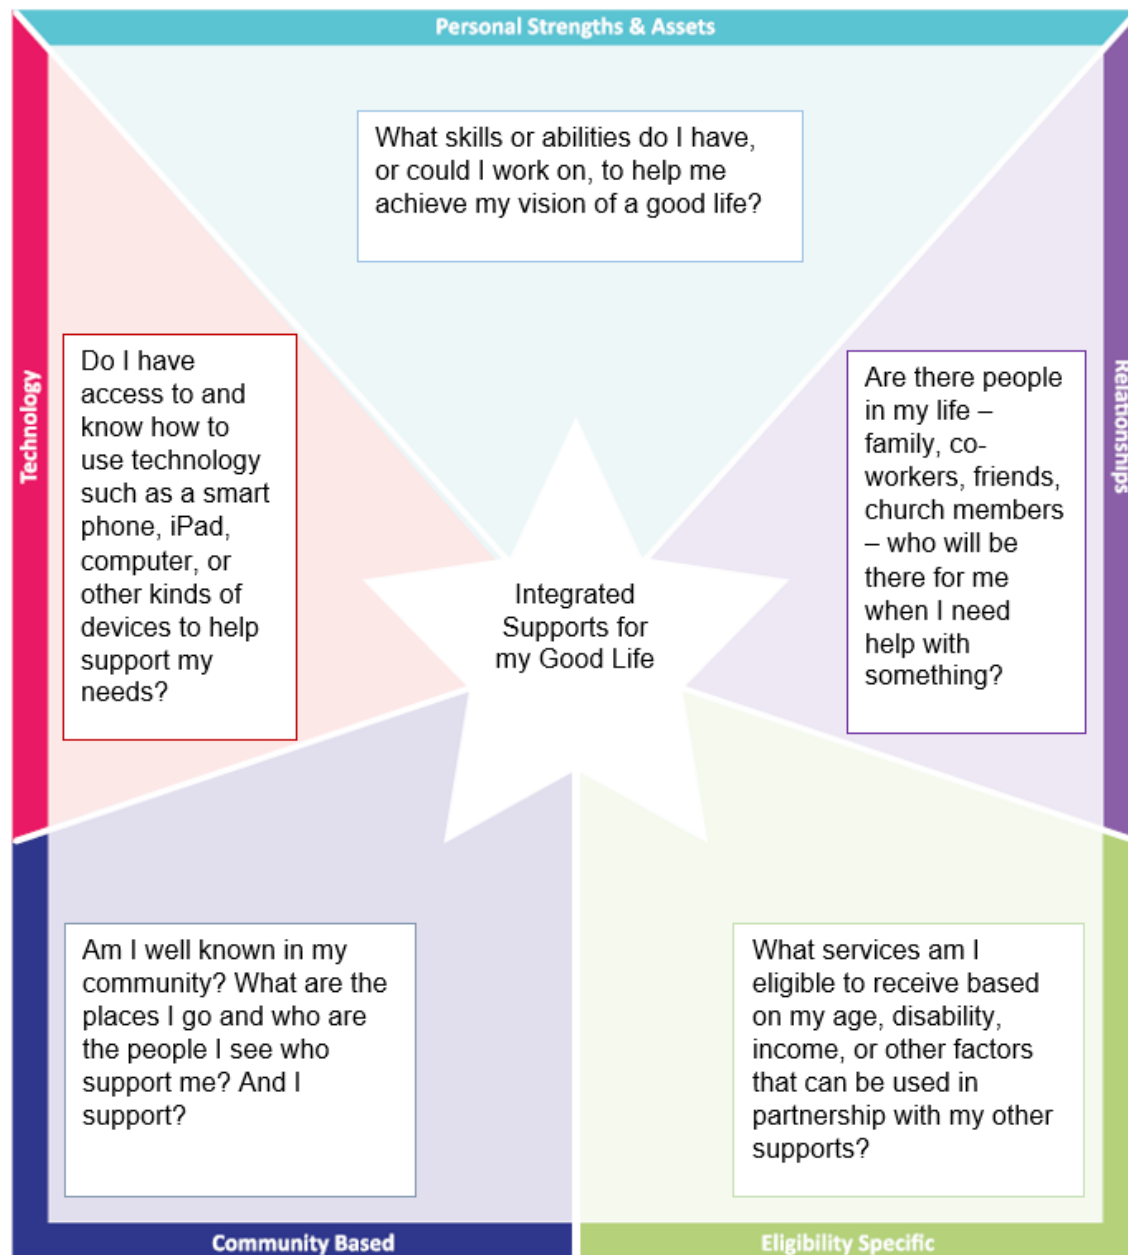 Personal Strengths & Assets
What skills or abilities do I have,
or could I work on, to help me
achieve my vision of a good life?
Technology
Do I have
access to and
know how to
use technology
such as a smart
phone, iPad,
computer, or
other kinds of
devices to help
support my
needs?
Relationships
Are there people
in my life –
family, co-
workers, friends,
church members
– who will be
there for me
when I need
help with
something?
Integrated
Supports for
my Good Life
Am I well known in my
community? What are the
places I go and who are
the people I see who
support me? And I
support?
Community Based
What services am I
eligible to receive based
on my age, disability,
income, or other factors
that can be used in
partnership with my other
supports?
Eligibility Specific